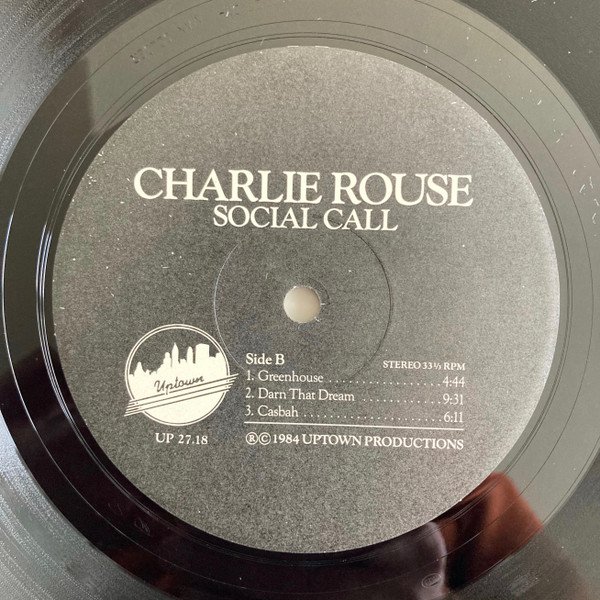 CHARLIE ROUSE
SOCIAL CALL
Uptown
UP 27.18
Side B
STEREO 33⅓ RPM
1. Greenhouse . . . . . . . . . . . . . . . . . . . 4:44
2. Darn That Dream . . . . . . . . . . . . . 9:31
3. Casbah . . . . . . . . . . . . . . . . . . . . . . . 6:11
®©1984 UPTOWN PRODUCTIONS